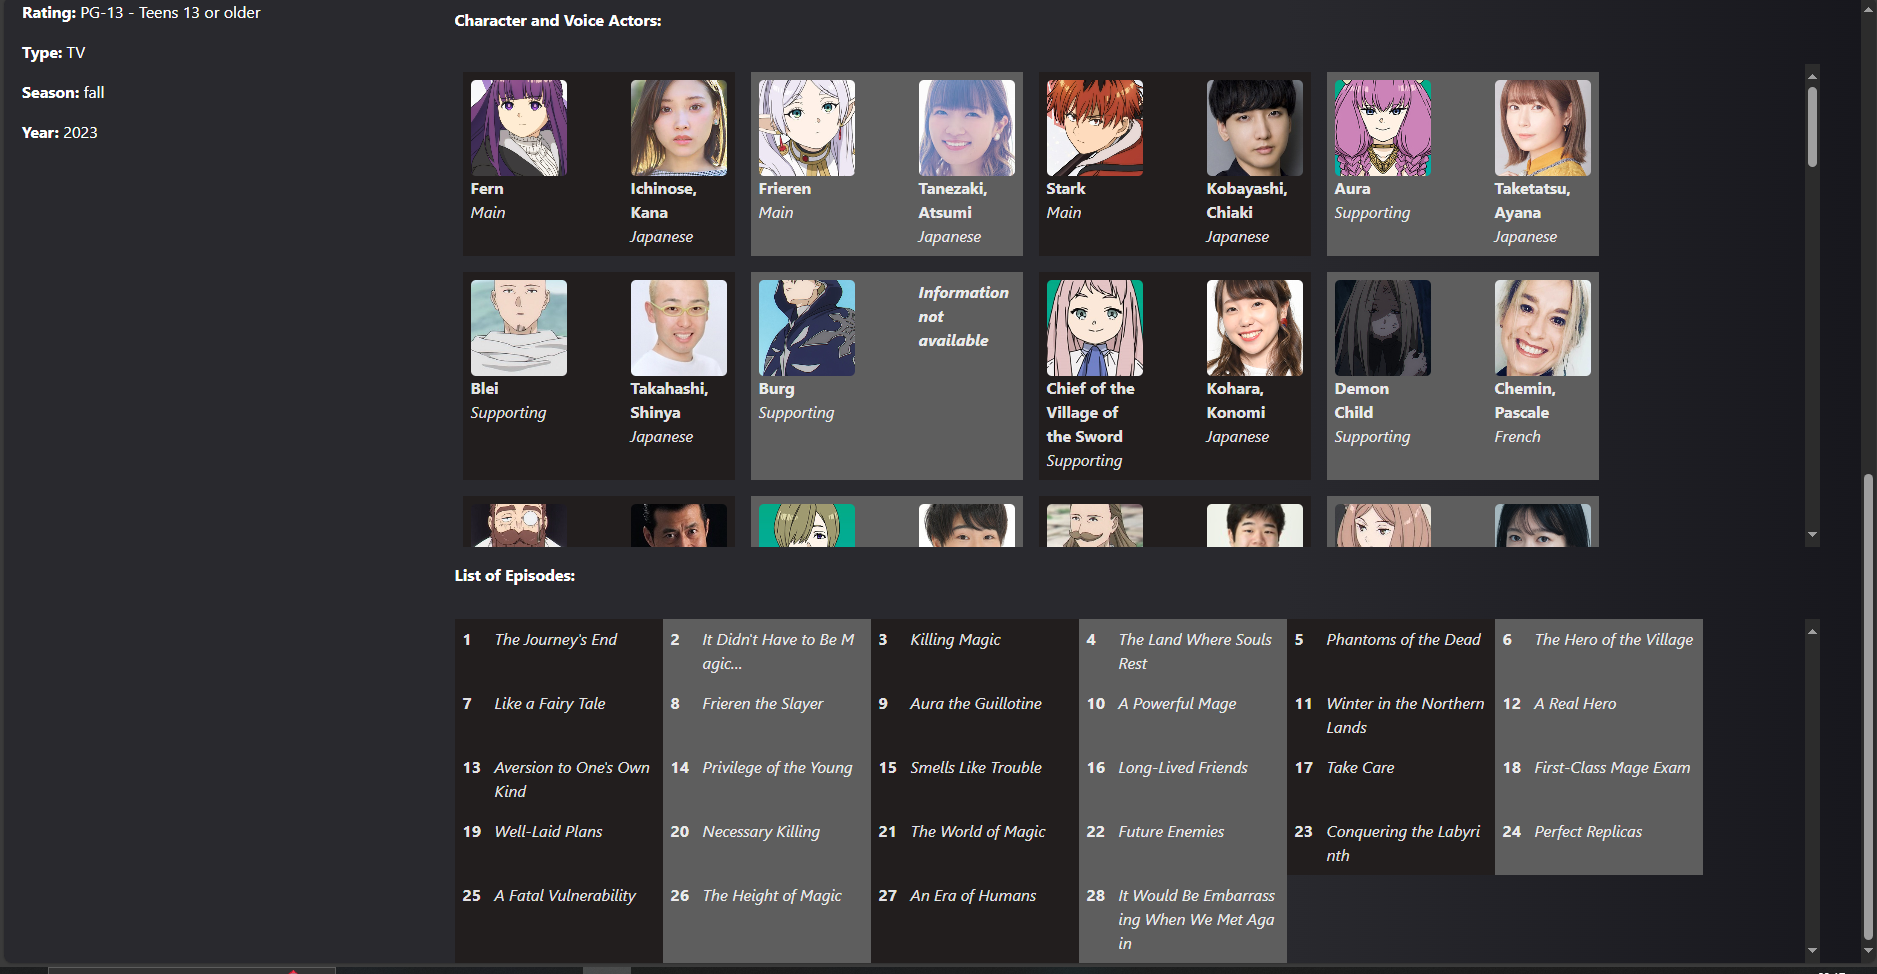 Rating: PG-13 - Teens 13 or older
Type: TV
Season: fall
Year: 2023
Character and Voice Actors:
Fern
Main
Ichinose,
Kana
Japanese
Frieren
Main
Tanezaki,
Atsumi
Japanese
Stark
Main
Kobayashi,
Chiaki
Japanese
Aura
Supporting
Taketatsu,
Ayana
Japanese
Blei
Supporting
Takahashi,
Shinya
Japanese
Burg
Supporting
Information
not
available
Chief of the
Village of
the Sword
Supporting
Kohara,
Konomi
Japanese
Demon
Child
Supporting
Chemin,
Pascale
French
List of Episodes:
1 The Journey's End
2 It Didn't Have to Be M
agic...
3 Killing Magic
4 The Land Where Souls
Rest
5 Phantoms of the Dead
6 The Hero of the Village
7 Like a Fairy Tale
8 Frieren the Slayer
9 Aura the Guillotine
10 A Powerful Mage
11 Winter in the Northern
Lands
12 A Real Hero
13 Aversion to One's Own
Kind
14 Privilege of the Young
15 Smells Like Trouble
16 Long-Lived Friends
17 Take Care
18 First-Class Mage Exam
19 Well-Laid Plans
20 Necessary Killing
21 The World of Magic
22 Future Enemies
23 Conquering the Labyri
nth
24 Perfect Replicas
25 A Fatal Vulnerability
26 The Height of Magic
27 An Era of Humans
28 It Would Be Embarrass
ing When We Met Aga
in